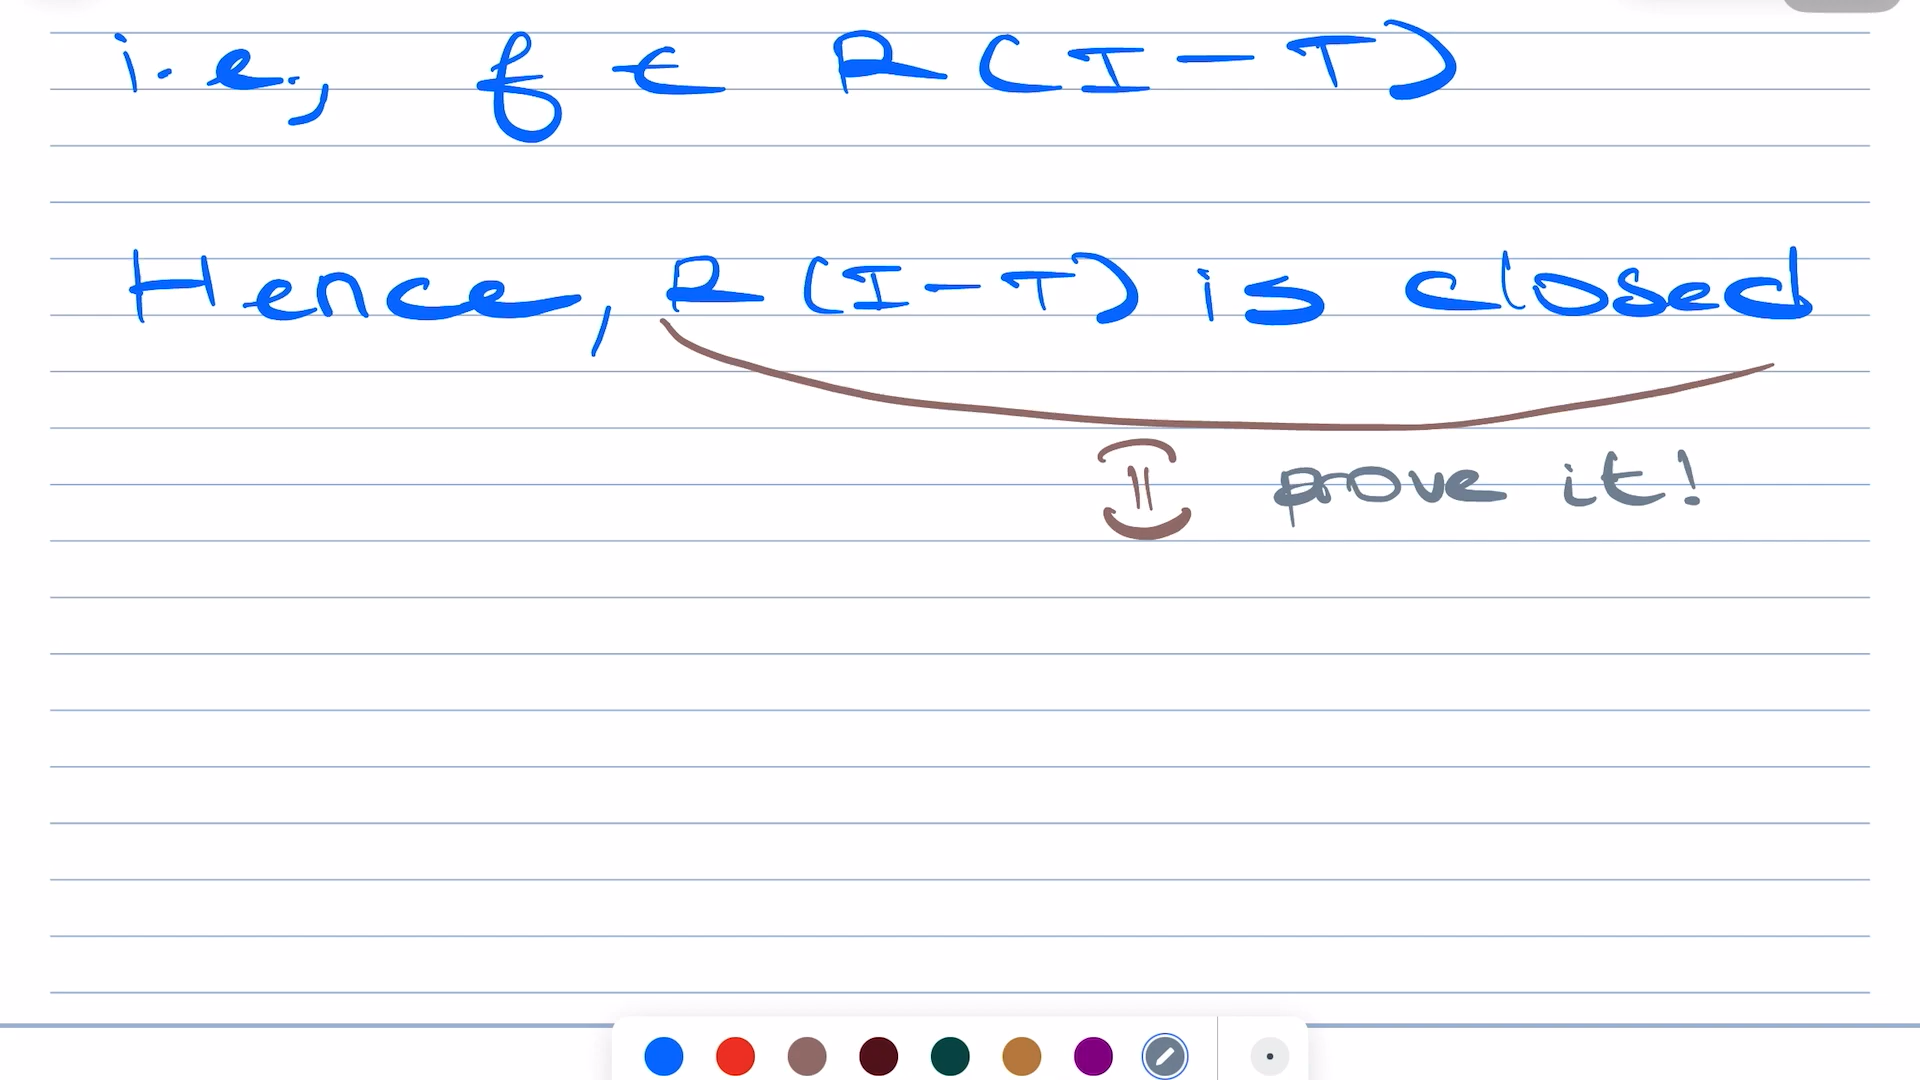 i.e., f ∈ R(I-T)
Hence, R(I-T) is closed
prove it!